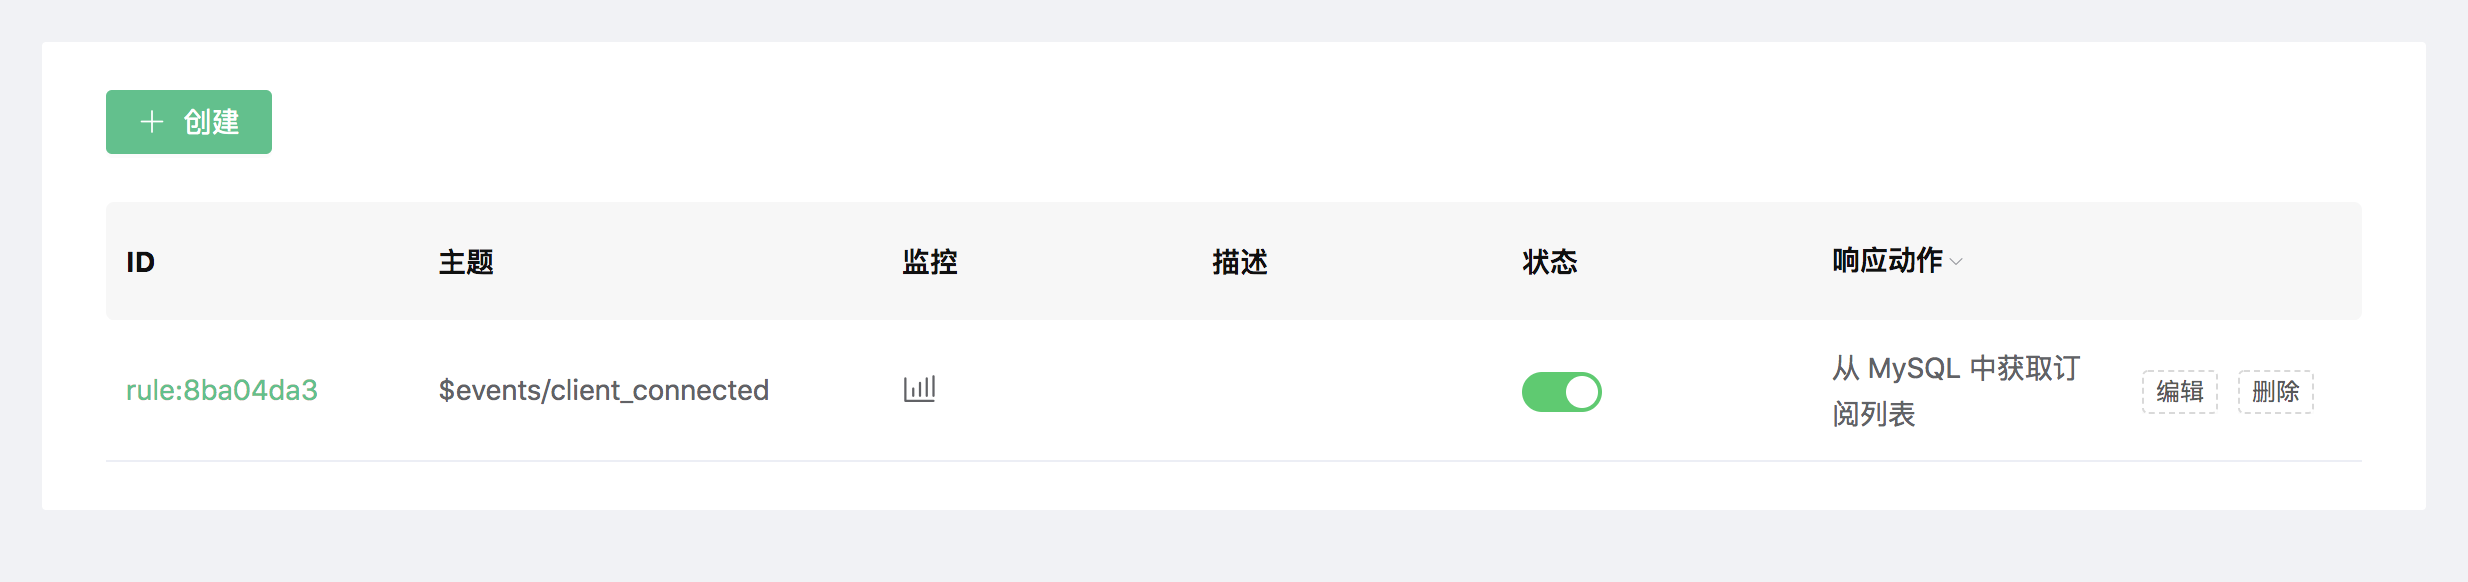 创建
ID 主题 监控 描述 状态 响应动作
rule:8ba04da3 $events/client_connected 从 MySQL 中获取订 编辑 删除
阅列表